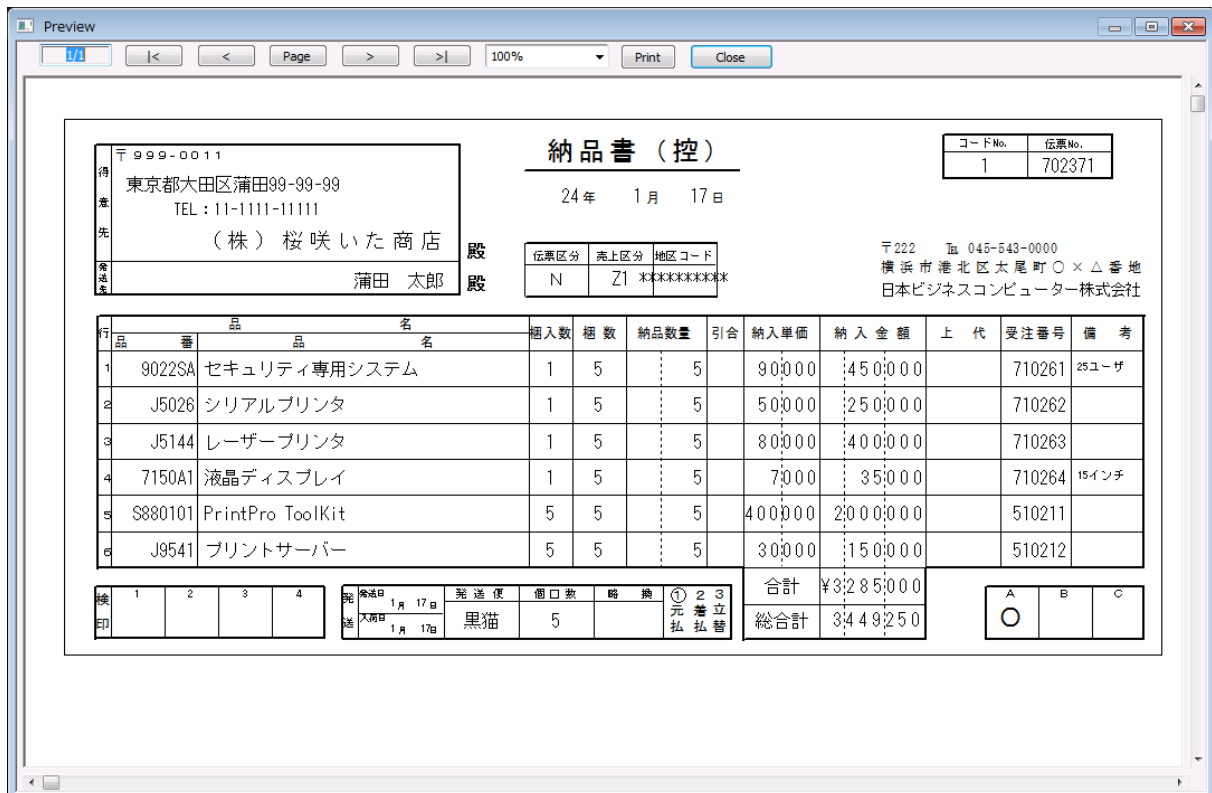 Preview
1/1 |< < Page > >| 100% Print Close
納品書（控）
コードNo. 伝票No.
1 702371
得意先
〒999-0011
東京都大田区蒲田99-99-99
TEL：11-1111-11111
（株）桜咲いた商店 殿
発送先 蒲田 太郎 殿
24年 1月 17日
伝票区分 売上区分 地区コード
N Z1 **********
〒222 ℡ 045-543-0000
横浜市港北区太尾町〇×△番地
日本ビジネスコンピューター株式会社
行 品 名 梱入数 梱数 納品数量 引合 納入単価 納入金額 上代 受注番号 備考
品番 品名
1 9022SA セキュリティ専用システム 1 5 5 90000 450000 710261 25ユーザ
2 J5026 シリアルプリンタ 1 5 5 50000 250000 710262
3 J5144 レーザープリンタ 1 5 5 80000 400000 710263
4 7150A1 液晶ディスプレイ 1 5 5 7000 35000 710264 15インチ
5 S880101 PrintPro ToolKit 5 5 5 400000 2000000 510211
6 J9541 プリントサーバー 5 5 5 30000 150000 510212
合計 ¥3285000
総合計 3449250
検印 1 2 3 4
発送 発送日 1月 17日 入荷日 1月 17日
発送便 個口数 略換
黒猫 5
①元払 2着払 3立替
A B C
〇